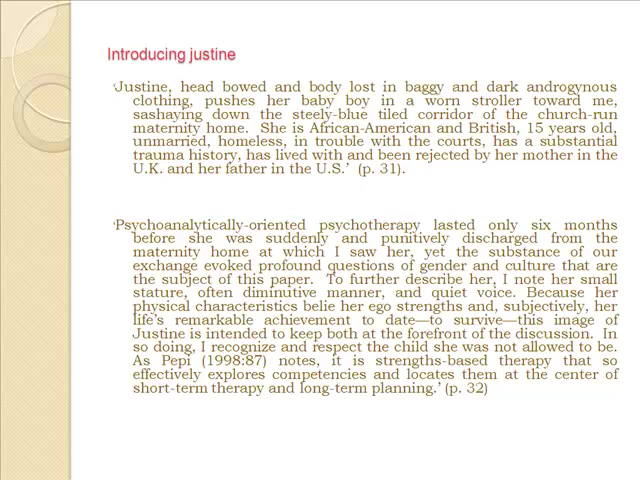 Introducing justine
‘Justine, head bowed and body lost in baggy and dark androgynous
clothing, pushes her baby boy in a worn stroller toward me,
sashaying down the steely-blue tiled corridor of the church-run
maternity home. She is African-American and British, 15 years old,
unmarried, homeless, in trouble with the courts, has a substantial
trauma history, has lived with and been rejected by her mother in the
U.K. and her father in the U.S.’ (p. 31).
‘Psychoanalytically-oriented psychotherapy lasted only six months
before she was suddenly and punitively discharged from the
maternity home at which I saw her, yet the substance of our
exchange evoked profound questions of gender and culture that are
the subject of this paper. To further describe her, I note her small
stature, often diminutive manner, and quiet voice. Because her
physical characteristics belie her ego strengths and, subjectively, her
life’s remarkable achievement to date—to survive—this image of
Justine is intended to keep both at the forefront of the discussion. In
so doing, I recognize and respect the child she was not allowed to be.
As Pepi (1998:87) notes, it is strengths-based therapy that so
effectively explores competencies and locates them at the center of
short-term therapy and long-term planning.’ (p. 32)